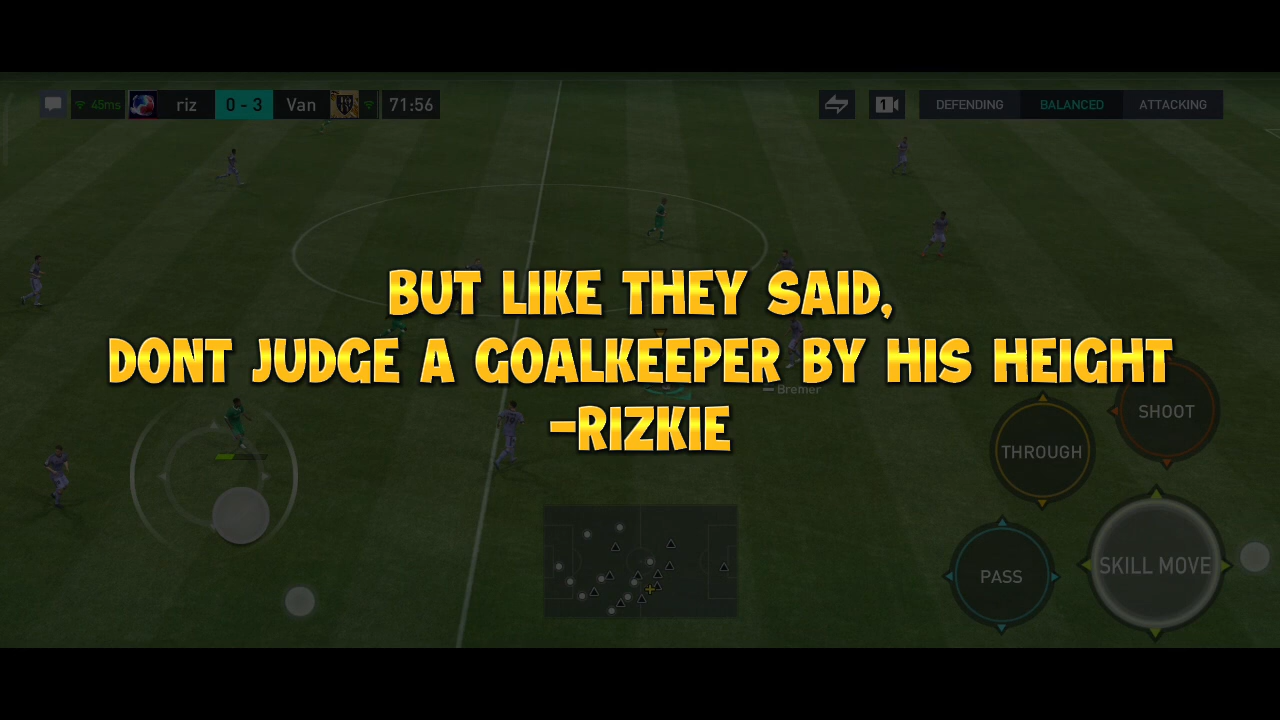 45ms riz 0 - 3 Van 71:56 1 DEFENDING BALANCED ATTACKING
BUT LIKE THEY SAID,
DONT JUDGE A GOALKEEPER BY HIS HEIGHT
-RIZKIE
Bremer
SHOOT
THROUGH
SKILL MOVE
PASS